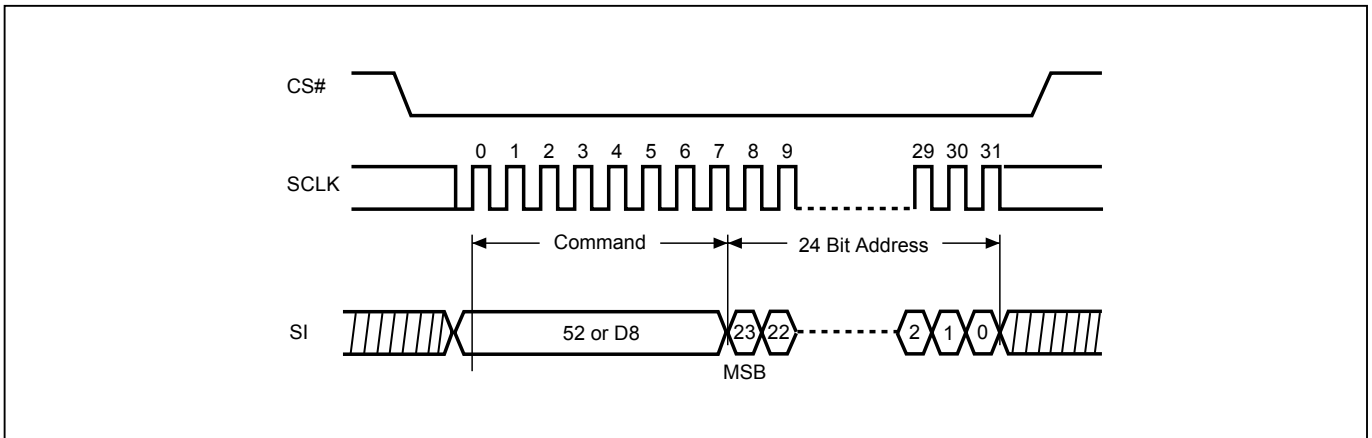 CS#
0 1 2 3 4 5 6 7 8 9 29 30 31
SCLK
Command 24 Bit Address
SI 52 or D8 23 22 2 1 0
MSB